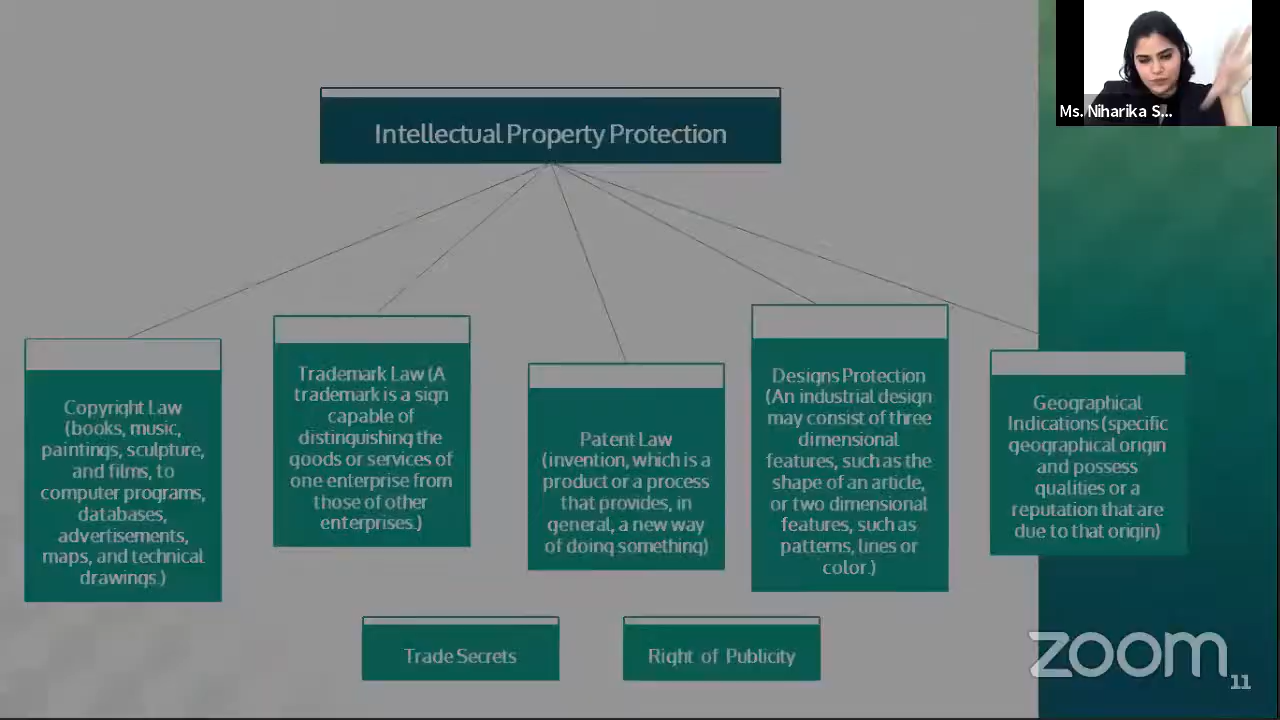 Ms. Niharika S...
Intellectual Property Protection
Copyright Law
(books, music,
paintings, sculpture,
and films, to
computer programs,
databases,
advertisements,
maps, and technical
drawings.)
Trademark Law (A
trademark is a sign
capable of
distinguishing the
goods or services of
one enterprise from
those of other
enterprises.)
Patent Law
(invention, which is a
product or a process
that provides, in
general, a new way
of doing something)
Designs Protection
(An industrial design
may consist of three
dimensional
features, such as the
shape of an article,
or two dimensional
features, such as
patterns, lines or
color.)
Geographical
Indications (specific
geographical origin
and possess
qualities or a
reputation that are
due to that origin)
Trade Secrets
Right of Publicity
zoom
11